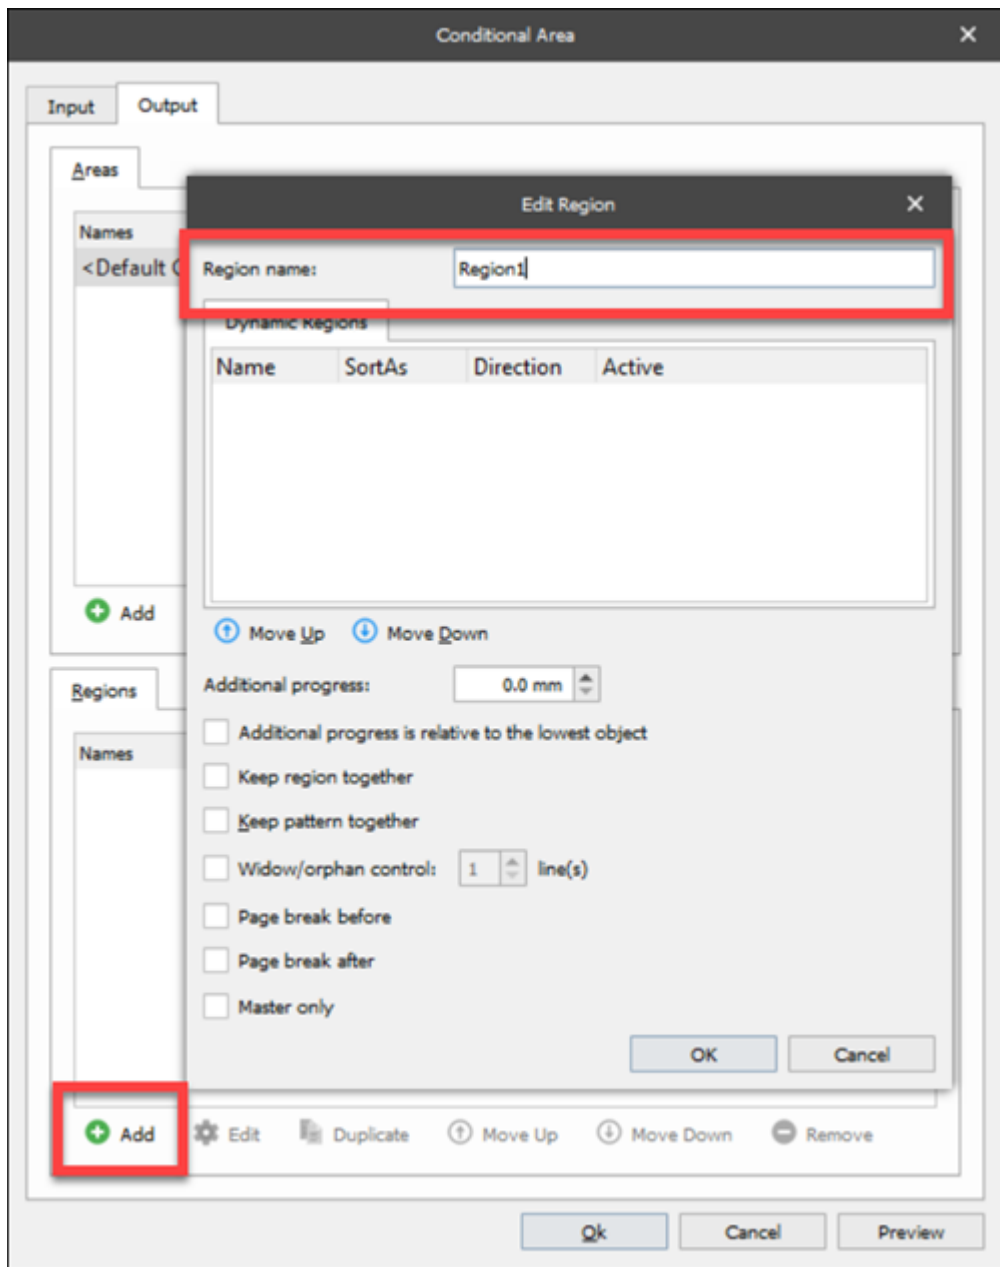 Conditional Area
Input Output
Areas
Edit Region
Names
<Default
Region name: Region1
Dynamic Regions
Name SortAs Direction Active
Add
Move Up Move Down
Regions
Additional progress: 0.0 mm
Additional progress is relative to the lowest object
Names
Keep region together
Keep pattern together
Widow/orphan control: 1 line(s)
Page break before
Page break after
Master only
OK Cancel
Add Edit Duplicate Move Up Move Down Remove
Ok Cancel Preview